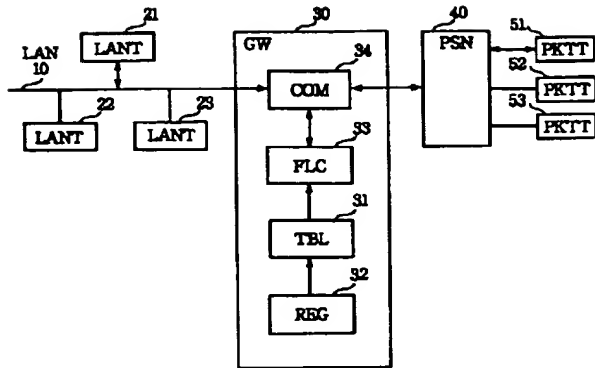 21
LANT
LAN
10
22
LANT
23
LANT
30
GW
34
COM
33
FLC
31
TBL
32
REG
40
PSN
51
PKTT
52
PKTT
53
PKTT